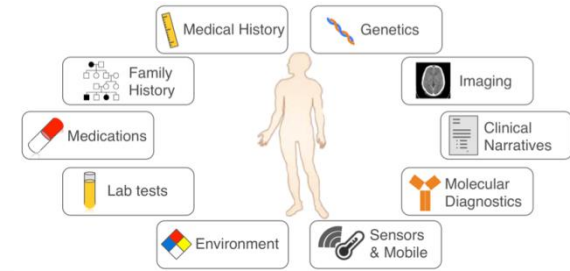 Medical History
Genetics
Family
History
Imaging
Medications
Clinical
Narratives
Lab tests
Molecular
Diagnostics
Environment
Sensors
& Mobile